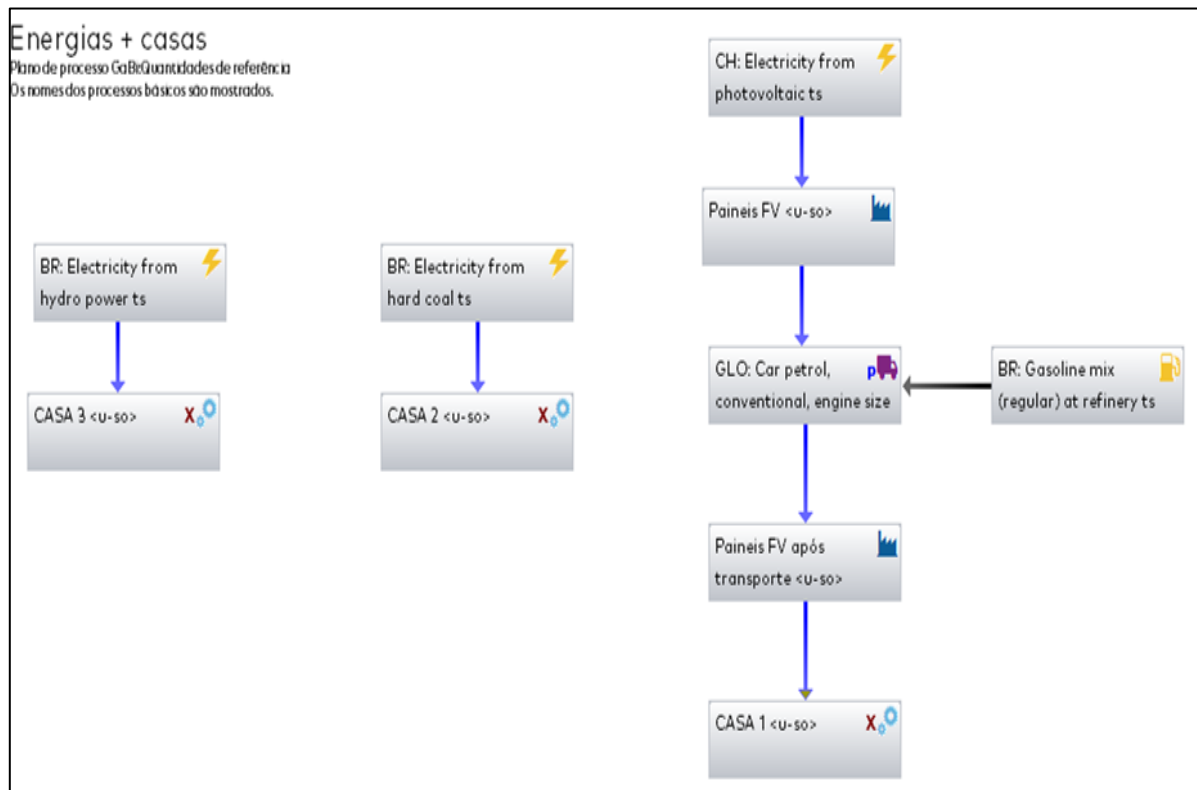 Energias + casas
Plano de processo GaBi:Quantidades de referência
Os nomes dos processos básicos são mostrados.
CH: Electricity from
photovoltaic ts
Paineis FV <u-so>
BR: Electricity from
hydro power ts
BR: Electricity from
hard coal ts
GLO: Car petrol,
conventional, engine size
p
BR: Gasoline mix
(regular) at refinery ts
CASA 3 <u-so>
X
CASA 2 <u-so>
X
Paineis FV após
transporte <u-so>
CASA 1 <u-so>
X